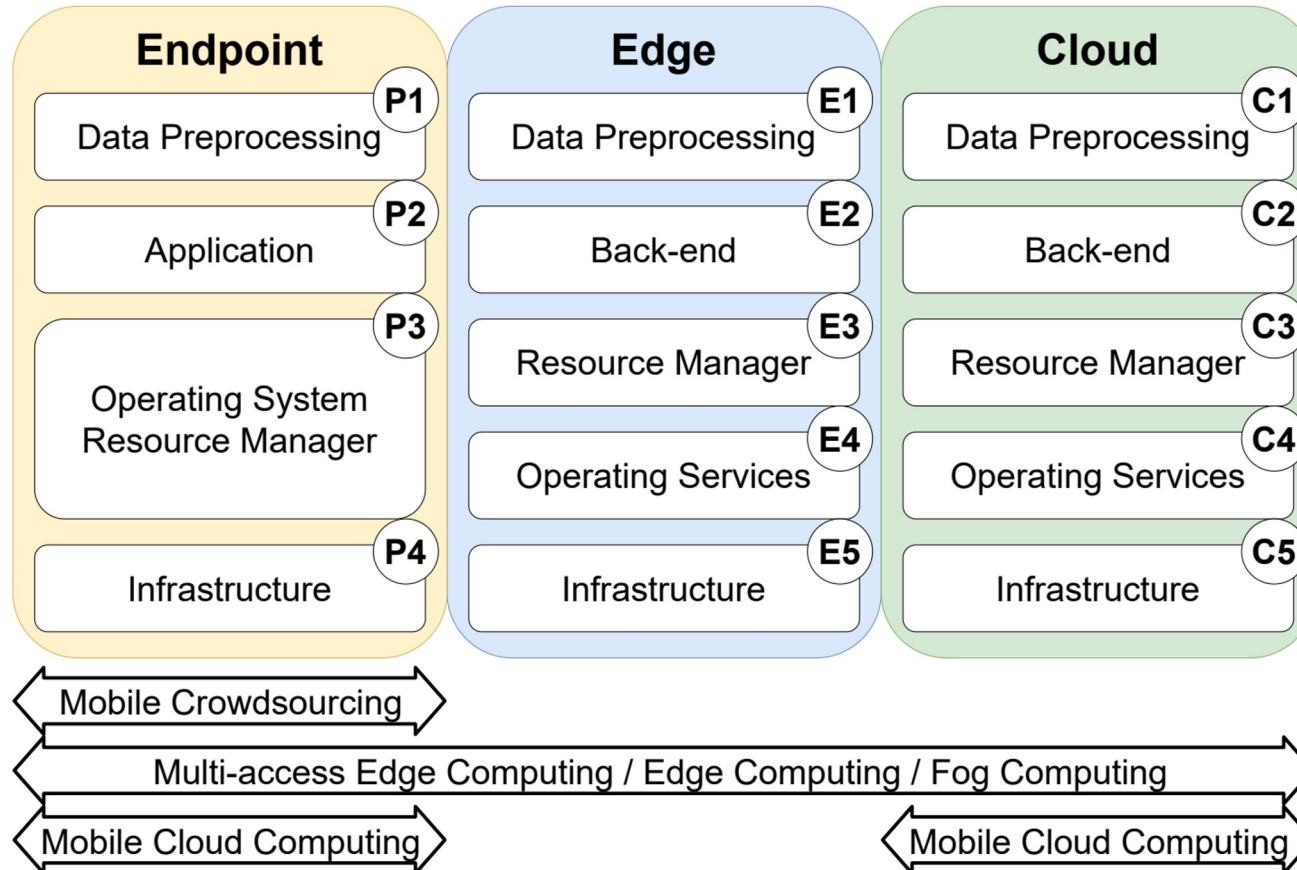 Endpoint
P1
Data Preprocessing
P2
Application
P3
Operating System
Resource Manager
P4
Infrastructure
Edge
E1
Data Preprocessing
E2
Back-end
E3
Resource Manager
E4
Operating Services
E5
Infrastructure
Cloud
C1
Data Preprocessing
C2
Back-end
C3
Resource Manager
C4
Operating Services
C5
Infrastructure
Mobile Crowdsourcing
Multi-access Edge Computing / Edge Computing / Fog Computing
Mobile Cloud Computing
Mobile Cloud Computing